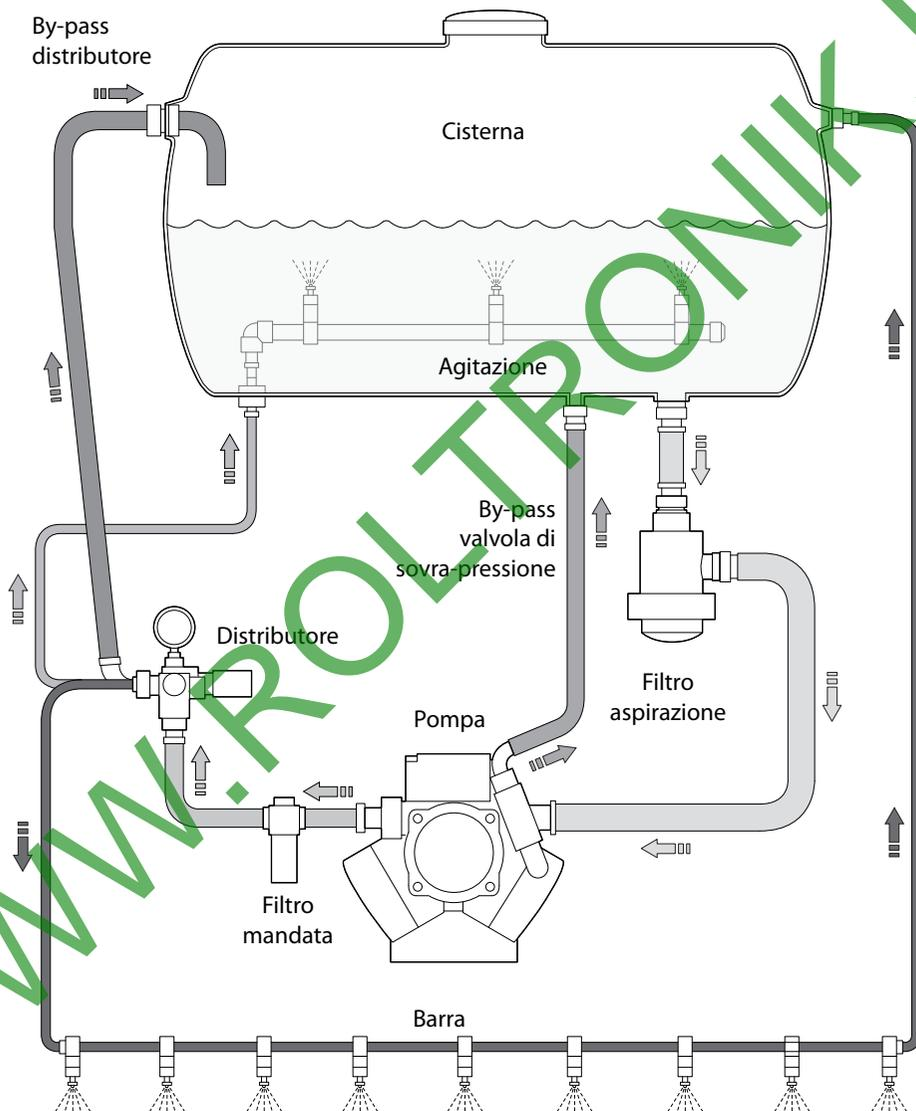 By-pass
distributore
Cisterna
Agitazione
By-pass
valvola di
sovra-pressione
Distributore
Filtro
aspirazione
Pompa
Filtro
mandata
Barra
WW.ROLTRONIK